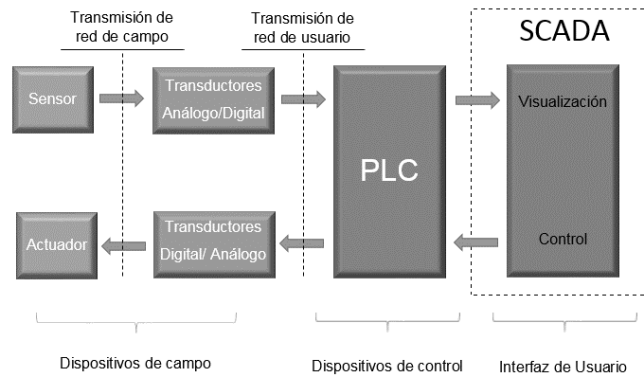 Transmisión de
red de campo
Transmisión de
red de usuario
SCADA
Sensor
Transductores
Análogo/Digital
PLC
Visualización
Actuador
Transductores
Digital/ Análogo
Control
Dispositivos de campo
Dispositivos de control
Interfaz de Usuario